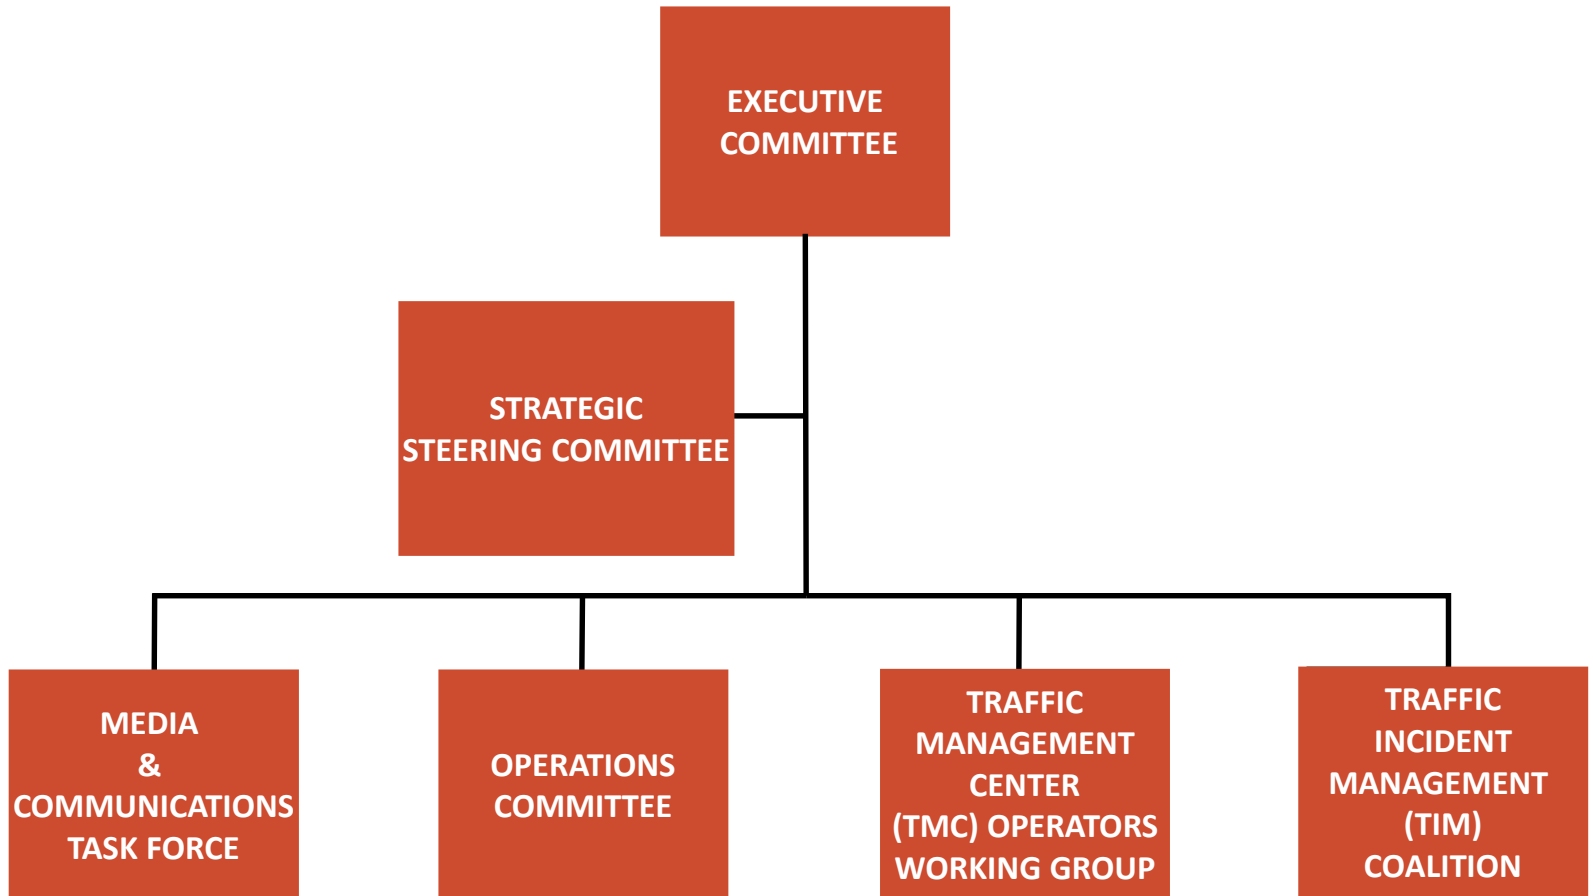 EXECUTIVE
COMMITTEE
STRATEGIC
STEERING COMMITTEE
MEDIA
&
COMMUNICATIONS
TASK FORCE
OPERATIONS
COMMITTEE
TRAFFIC
MANAGEMENT
CENTER
(TMC) OPERATORS
WORKING GROUP
TRAFFIC
INCIDENT
MANAGEMENT
(TIM)
COALITION